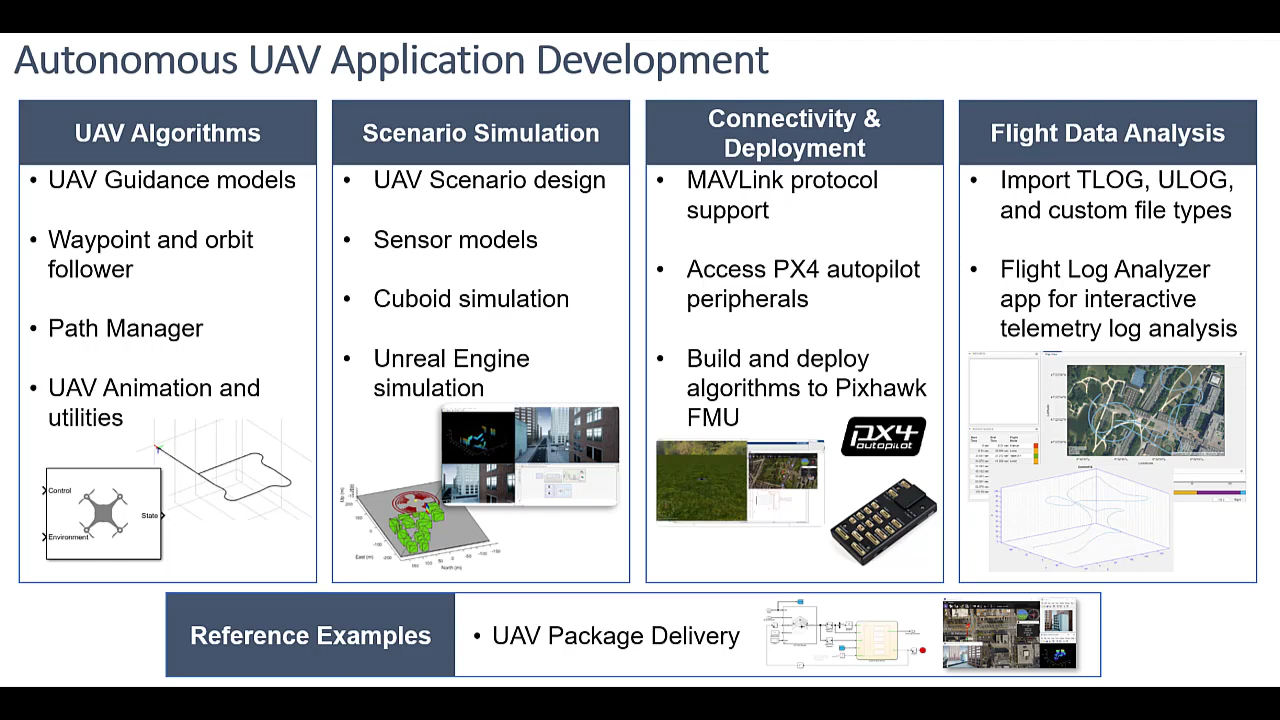 Autonomous UAV Application Development
UAV Algorithms
• UAV Guidance models
• Waypoint and orbit
follower
• Path Manager
• UAV Animation and
utilities
Control
Environment
State
Scenario Simulation
• UAV Scenario design
• Sensor models
• Cuboid simulation
• Unreal Engine
simulation
Up (m)
East (m)
North (m)
Connectivity &
Deployment
• MAVLink protocol
support
• Access PX4 autopilot
peripherals
• Build and deploy
algorithms to Pixhawk
FMU
PX4
autopilot
Flight Data Analysis
• Import TLOG, ULOG,
and custom file types
• Flight Log Analyzer
app for interactive
telemetry log analysis
Reference Examples
• UAV Package Delivery